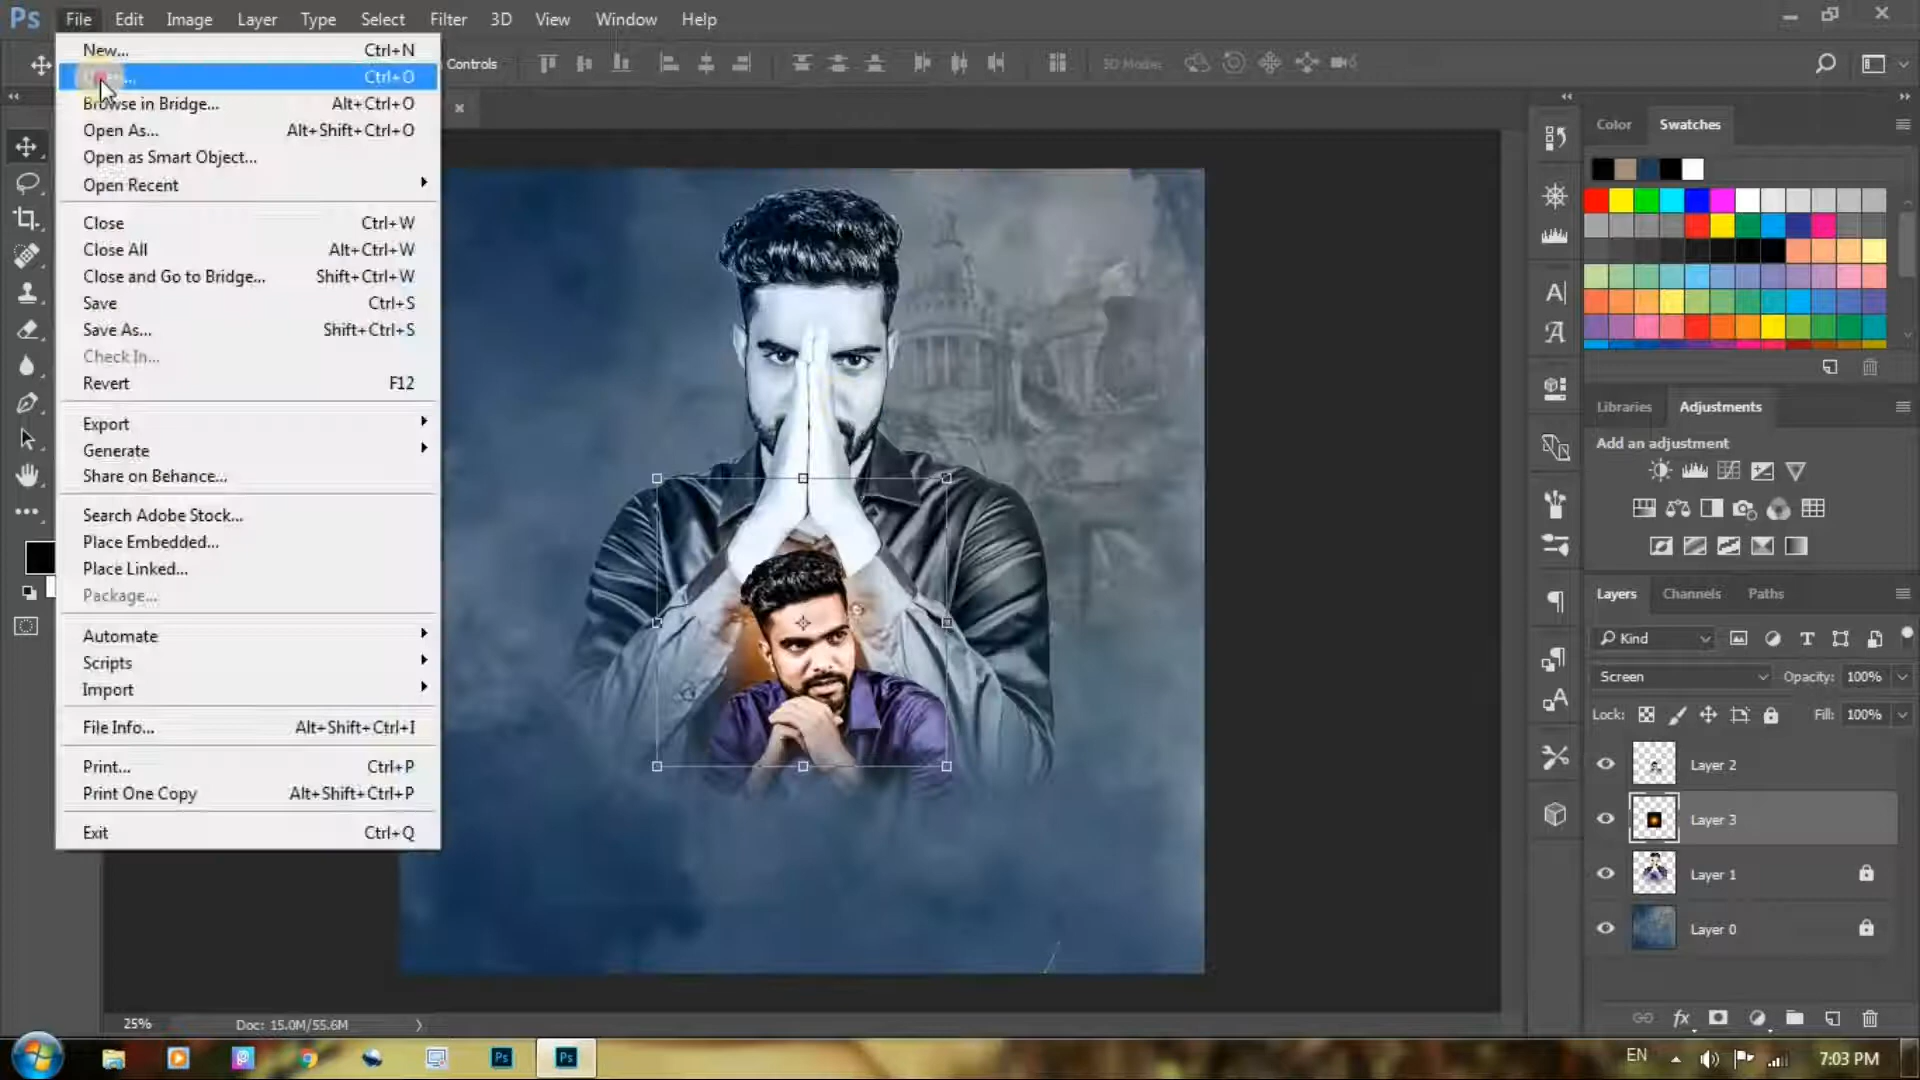 Ps File Edit Image Layer Type Select Filter 3D View Window Help
New... Ctrl+N
Controls
3D Mode:
Ctrl+O
Browse in Bridge... Alt+Ctrl+O
Open As... Alt+Shift+Ctrl+O
Open as Smart Object...
Open Recent
Close Ctrl+W
Close All Alt+Ctrl+W
Close and Go to Bridge... Shift+Ctrl+W
Save Ctrl+S
Save As... Shift+Ctrl+S
Check In...
Revert F12
Export
Generate
Share on Behance...
Search Adobe Stock...
Place Embedded...
Place Linked...
Package...
Automate
Scripts
Import
File Info... Alt+Shift+Ctrl+I
Print... Ctrl+P
Print One Copy Alt+Shift+Ctrl+P
Exit Ctrl+Q
Color Swatches
Libraries Adjustments
Add an adjustment
Layers Channels Paths
Kind
Screen Opacity: 100%
Lock: Fill: 100%
Layer 2
Layer 3
Layer 1
Layer 0
25% Doc: 15.0M/55.6M
Ps Ps EN 7:03 PM